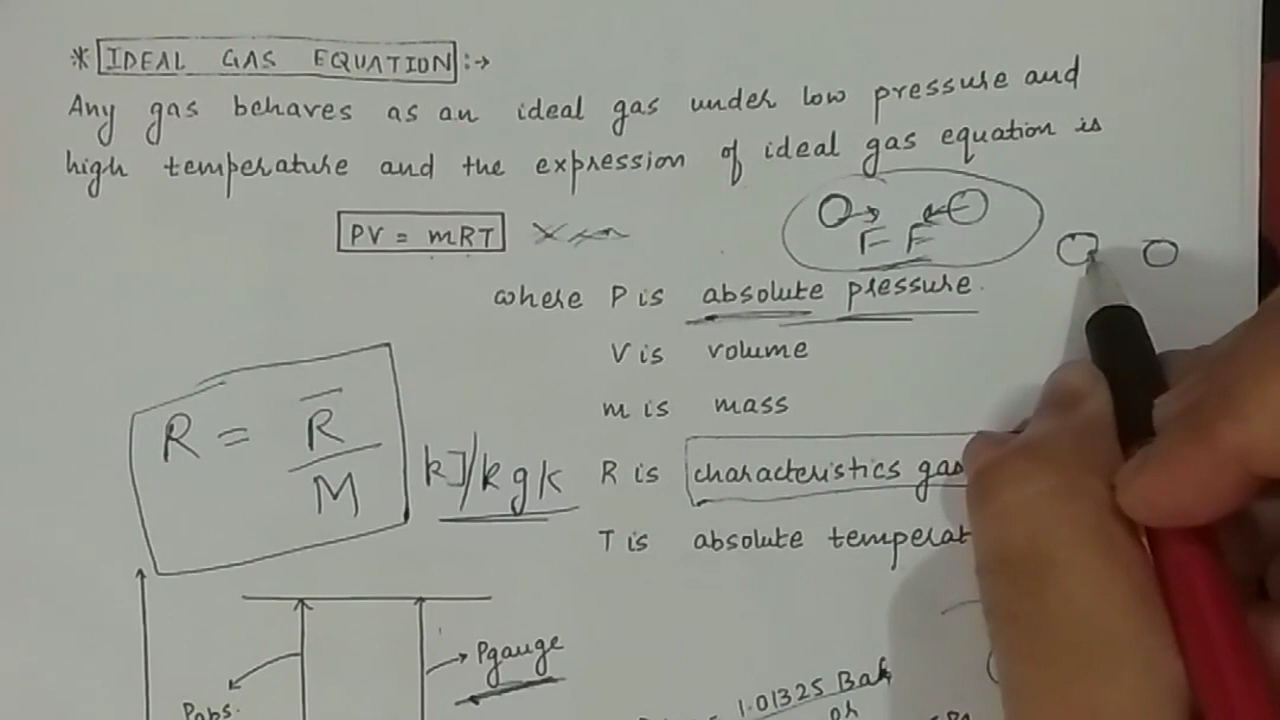 * IDEAL GAS EQUATION :→
Any gas behaves as an ideal gas under low pressure and
high temperature and the expression of ideal gas equation is
PV = mRT
F F
where P is absolute pressure.
V is volume
m is mass
R = R̅/M kJ/kgk
R is characteristics gas
T is absolute
Pgauge
Pabs.
1.01325 Bar
or